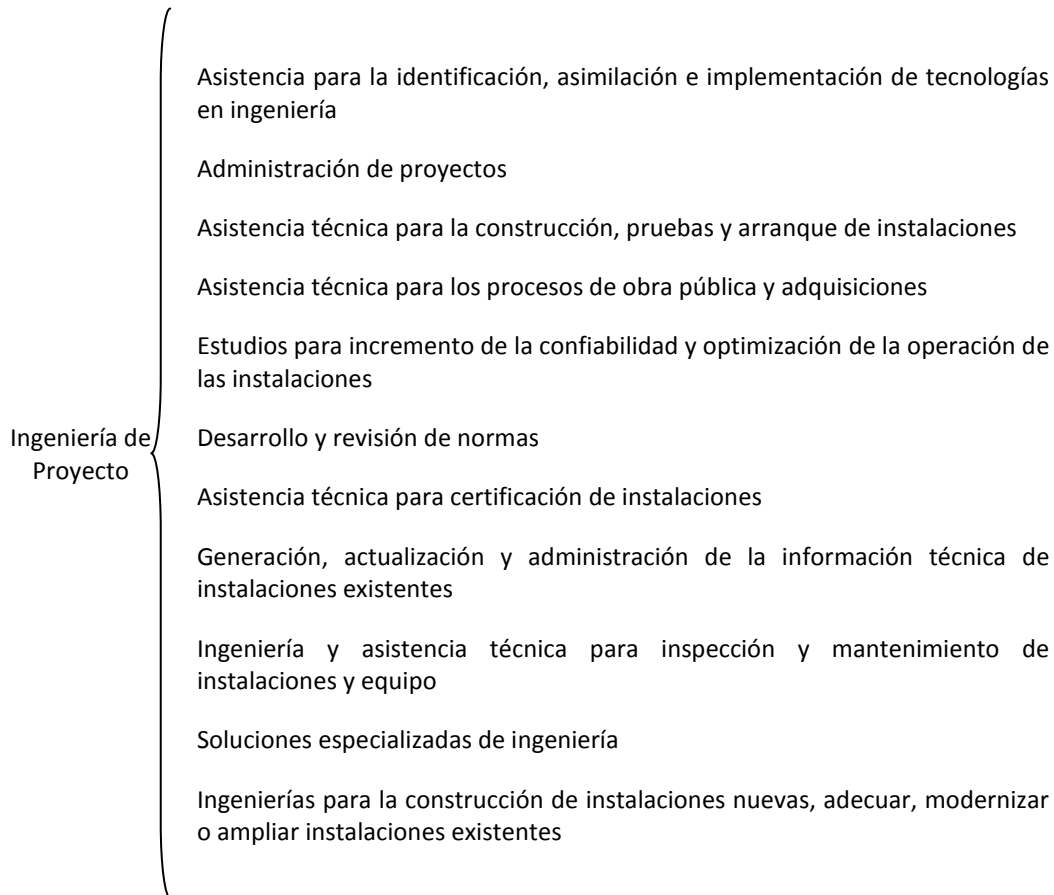 Asistencia para la identificación, asimilación e implementación de tecnologías
en ingeniería
Administración de proyectos
Asistencia técnica para la construcción, pruebas y arranque de instalaciones
Asistencia técnica para los procesos de obra pública y adquisiciones
Estudios para incremento de la confiabilidad y optimización de la operación de
las instalaciones
Ingeniería de
Proyecto
Desarrollo y revisión de normas
Asistencia técnica para certificación de instalaciones
Generación, actualización y administración de la información técnica de
instalaciones existentes
Ingeniería y asistencia técnica para inspección y mantenimiento de
instalaciones y equipo
Soluciones especializadas de ingeniería
Ingenierías para la construcción de instalaciones nuevas, adecuar, modernizar
o ampliar instalaciones existentes